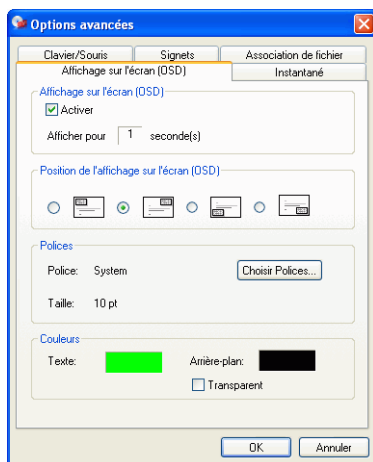 Options avancées
Clavier/Souris Signets Association de fichier
Affichage sur l'écran (OSD) Instantané
Affichage sur l'écran (OSD)
Activer
Afficher pour 1 seconde(s)
Position de l'affichage sur l'écran (OSD)
Polices
Police: System Choisir Polices...
Taille: 10 pt
Couleurs
Texte: Arrière-plan:
Transparent
OK Annuler